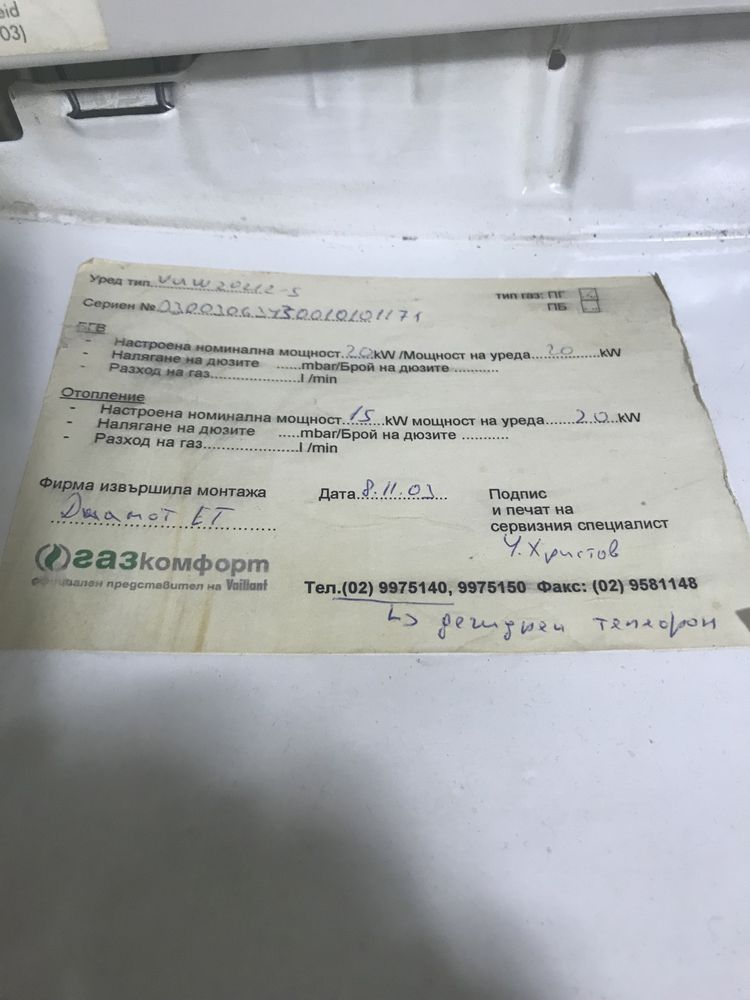 eid
03)
Уред тип VUW 20212-5
тип газ: ПГ
Сериен №
ПБ
БГВ
- Настроена номинална мощност 20 kW /Мощност на уреда 20 kW
- Налягане на дюзите ......mbar/Брой на дюзите ...........
- Разход на газ......................l /min
Отопление
- Настроена номинална мощност 15 kW мощност на уреда 20 kW
- Налягане на дюзите .....mbar/Брой на дюзите ...........
- Разход на газ......................l /min
Фирма извършила монтажа
Дата 8.11.03
Подпис
и печат на
сервизния специалист
ЕТ
Христов
газкомфорт
официален представител на Vaillant
Тел.(02) 9975140, 9975150 Факс: (02) 9581148
телефон